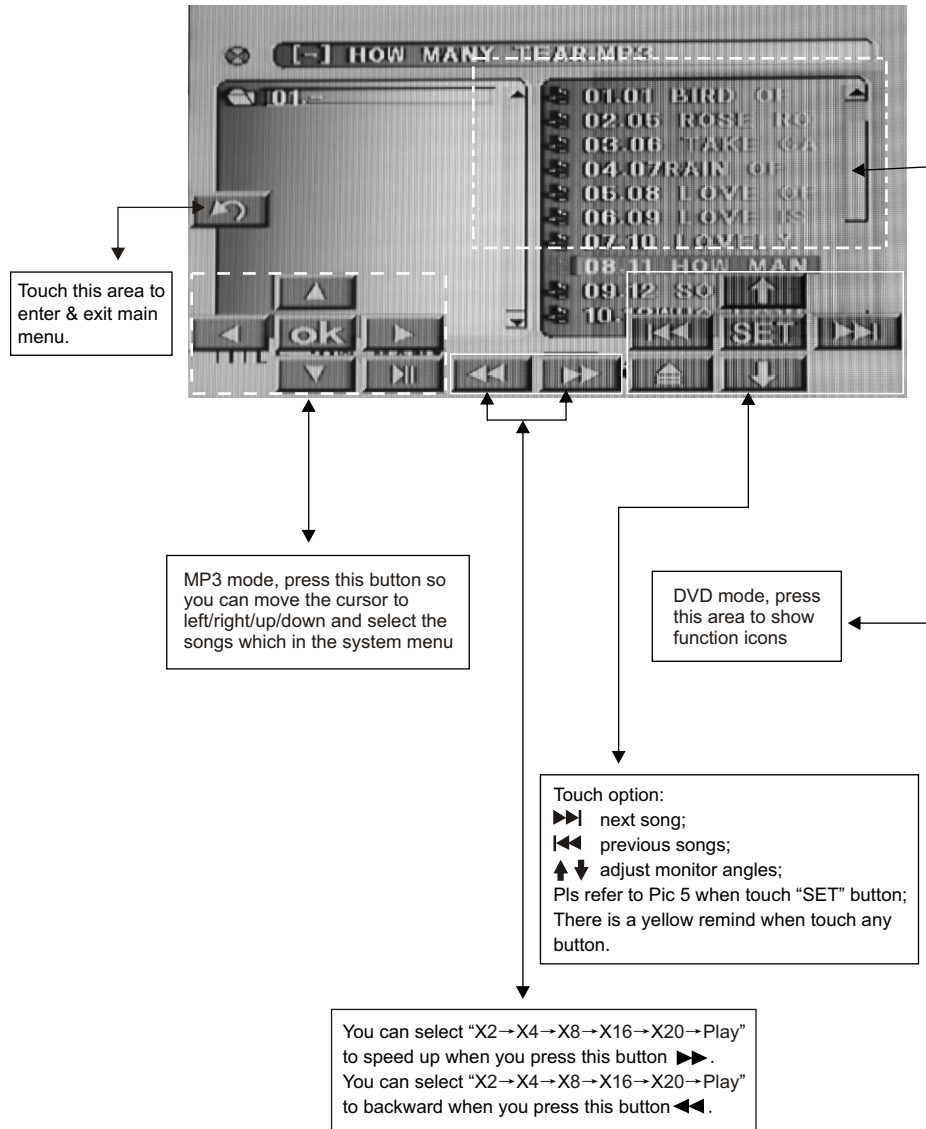 [-] HOW MANY TEAR.MP3
01.-
01.01 BIRD OF
02.05 ROSE RO
03.06 TAKE CA
04.07RAIN OF
05.08 LOVE OF
06.09 LOVE IS
07.10 LOVELY
08.11 HOW MAN
09.12 SO
ok
SET
Touch this area to
enter & exit main
menu.
MP3 mode, press this button so
you can move the cursor to
left/right/up/down and select the
songs which in the system menu
DVD mode, press
this area to show
function icons
Touch option:
next song;
previous songs;
adjust monitor angles;
Pls refer to Pic 5 when touch “SET” button;
There is a yellow remind when touch any
button.
You can select “X2→X4→X8→X16→X20→Play”
to speed up when you press this button ▶▶.
You can select “X2→X4→X8→X16→X20→Play”
to backward when you press this button ◀◀.